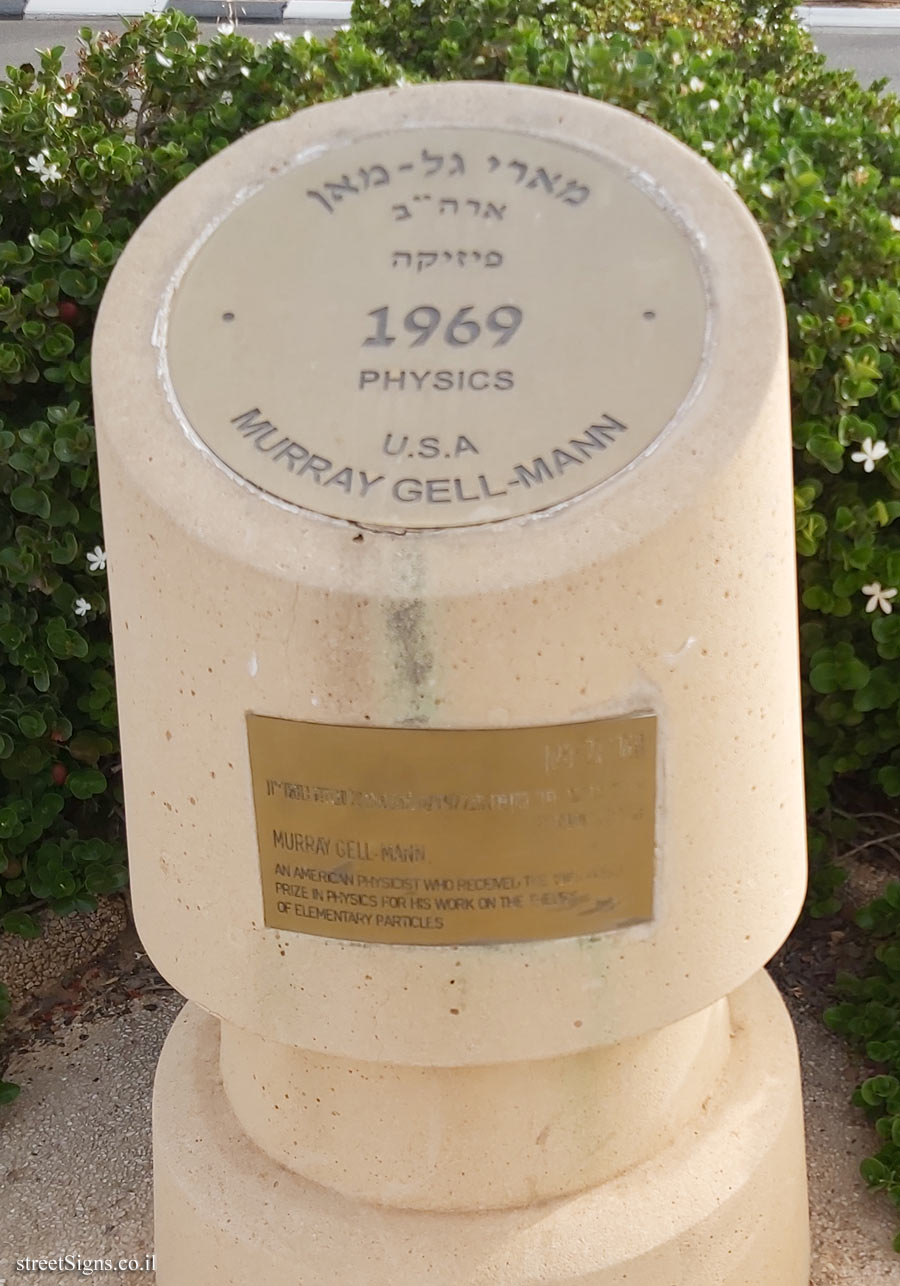 מארי גל-מאן
ארה"ב
פיזיקה
1969
PHYSICS
U.S.A
MURRAY GELL-MANN
MURRAY GELL-MANN
AN AMERICAN PHYSICIST WHO RECEIVED THE
PRIZE IN PHYSICS FOR HIS WORK ON THE
OF ELEMENTARY PARTICLES
streetSigns.co.il